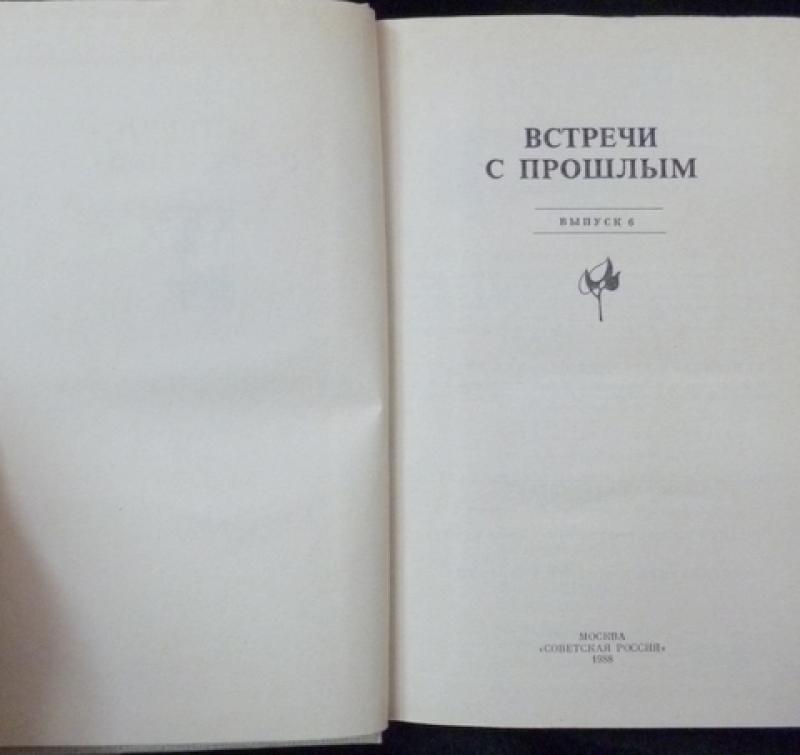 ВСТРЕЧИ
С ПРОШЛЫМ
ВЫПУСК 6
МОСКВА
«СОВЕТСКАЯ РОССИЯ»
1988